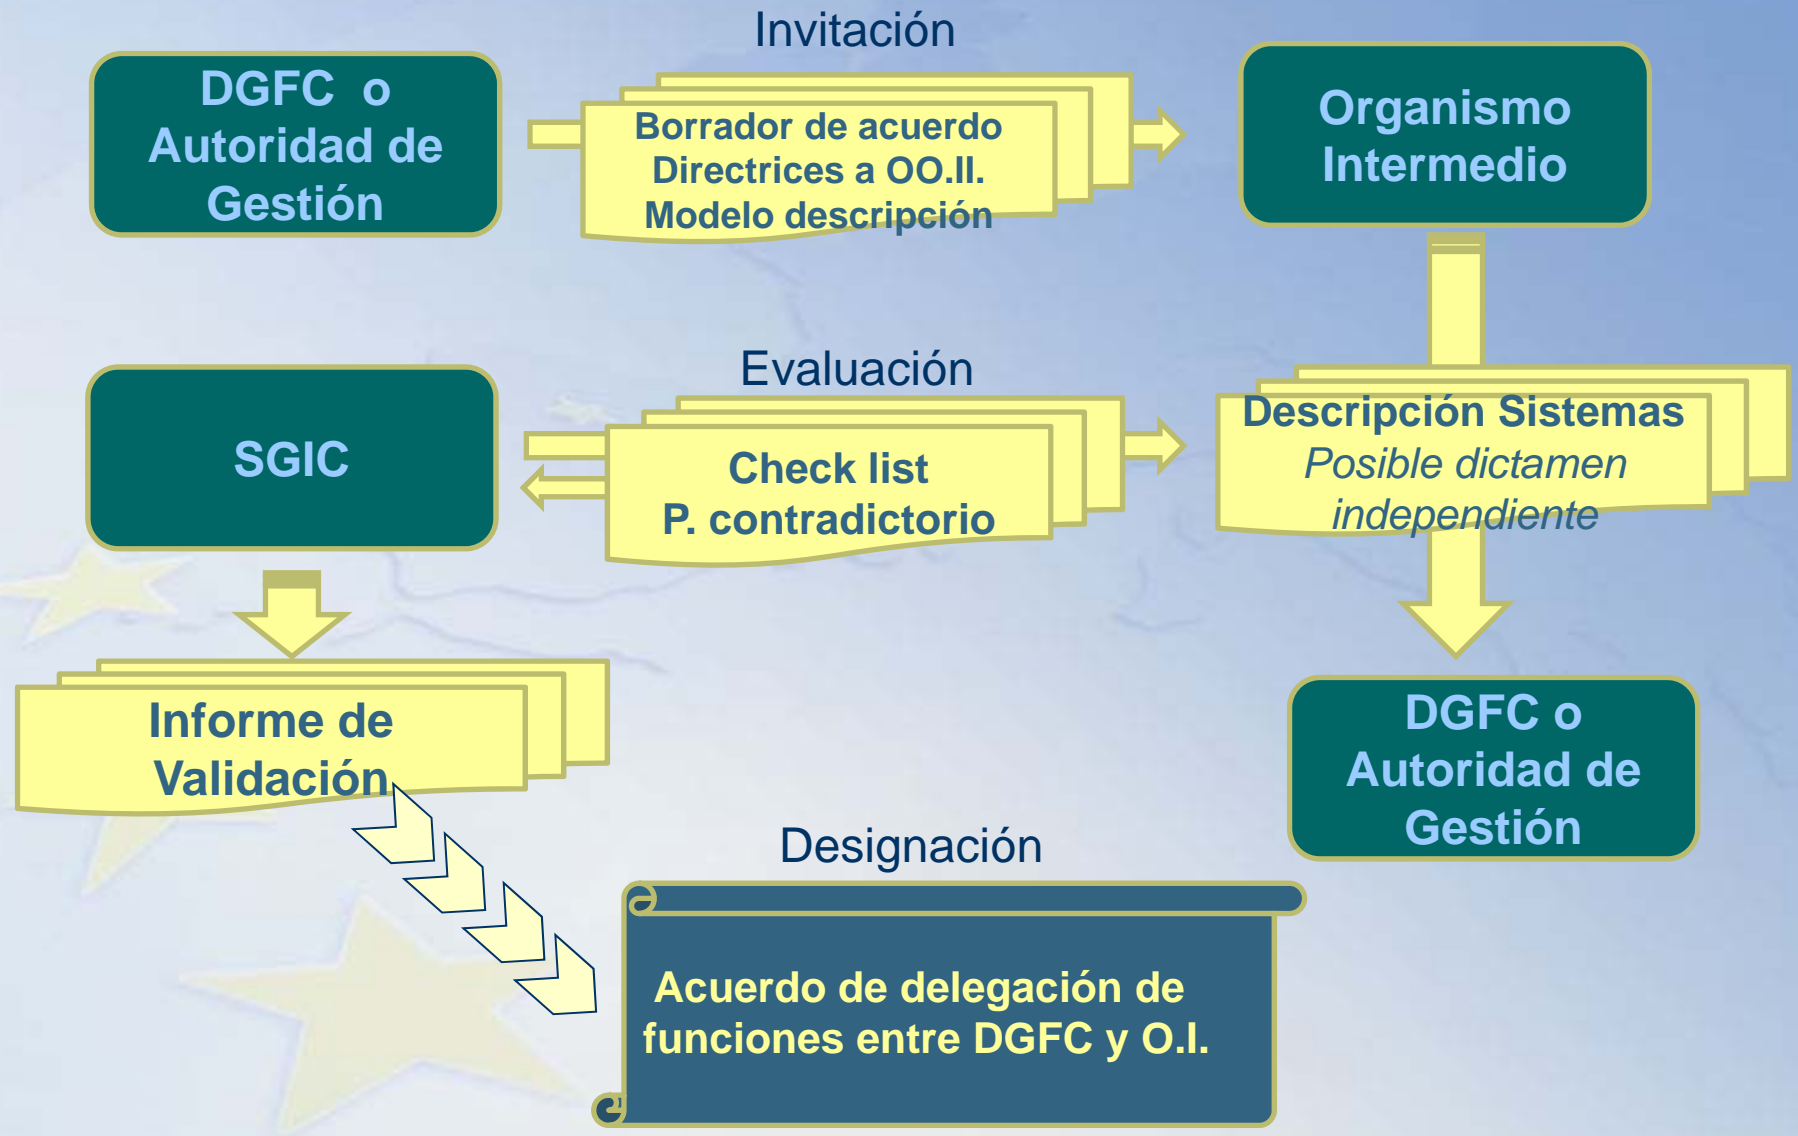 Invitación
DGFC o
Autoridad de
Gestión
Borrador de acuerdo
Directrices a OO.II.
Modelo descripción
Organismo
Intermedio
Evaluación
SGIC
Check list
P. contradictorio
Descripción Sistemas
Posible dictamen
independiente
Informe de
Validación
DGFC o
Autoridad de
Gestión
Designación
Acuerdo de delegación de
funciones entre DGFC y O.I.